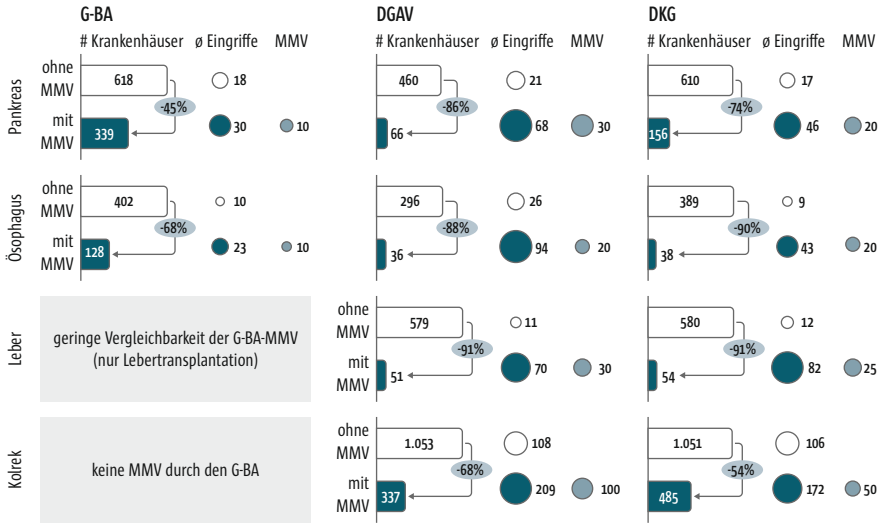 G-BA
DGAV
DKG
# Krankenhäuser ø Eingriffe MMV
# Krankenhäuser ø Eingriffe MMV
# Krankenhäuser ø Eingriffe MMV
Pankreas
ohne
MMV
618
18
-45%
mit
MMV
339
30
10
460
21
-86%
66
68
30
610
17
-74%
156
46
20
Ösophagus
ohne
MMV
402
10
-68%
mit
MMV
128
23
10
296
26
-88%
36
94
20
389
9
-90%
38
43
20
Leber
geringe Vergleichbarkeit der G-BA-MMV
(nur Lebertransplantation)
ohne
MMV
579
11
-91%
mit
MMV
51
70
30
580
12
-91%
54
82
25
Kolrek
keine MMV durch den G-BA
ohne
MMV
1.053
108
-68%
mit
MMV
337
209
100
1.051
106
-54%
485
172
50